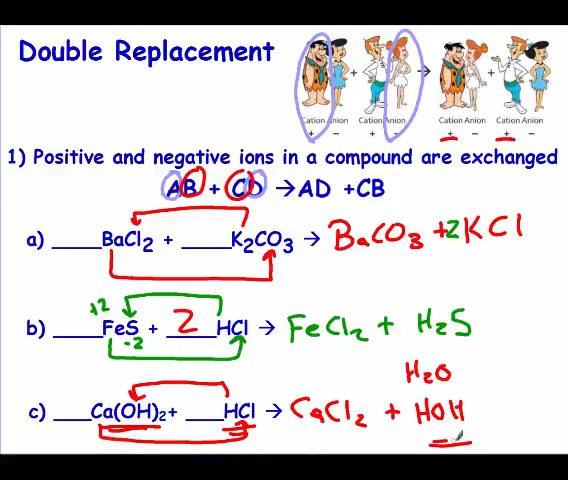 Double Replacement
Cation Anion Cation Anion Cation Anion Cation Anion
+ − + − + − + −
1) Positive and negative ions in a compound are exchanged
AB + CD →AD +CB
a) ____BaCl2 + ____K2CO3 → BaCO3 + 2KCl
+2
b) ____FeS + 2 HCl → FeCl2 + H2S
-2
H2O
c) ____Ca(OH)2+ ___HCl → CaCl2 + HOH